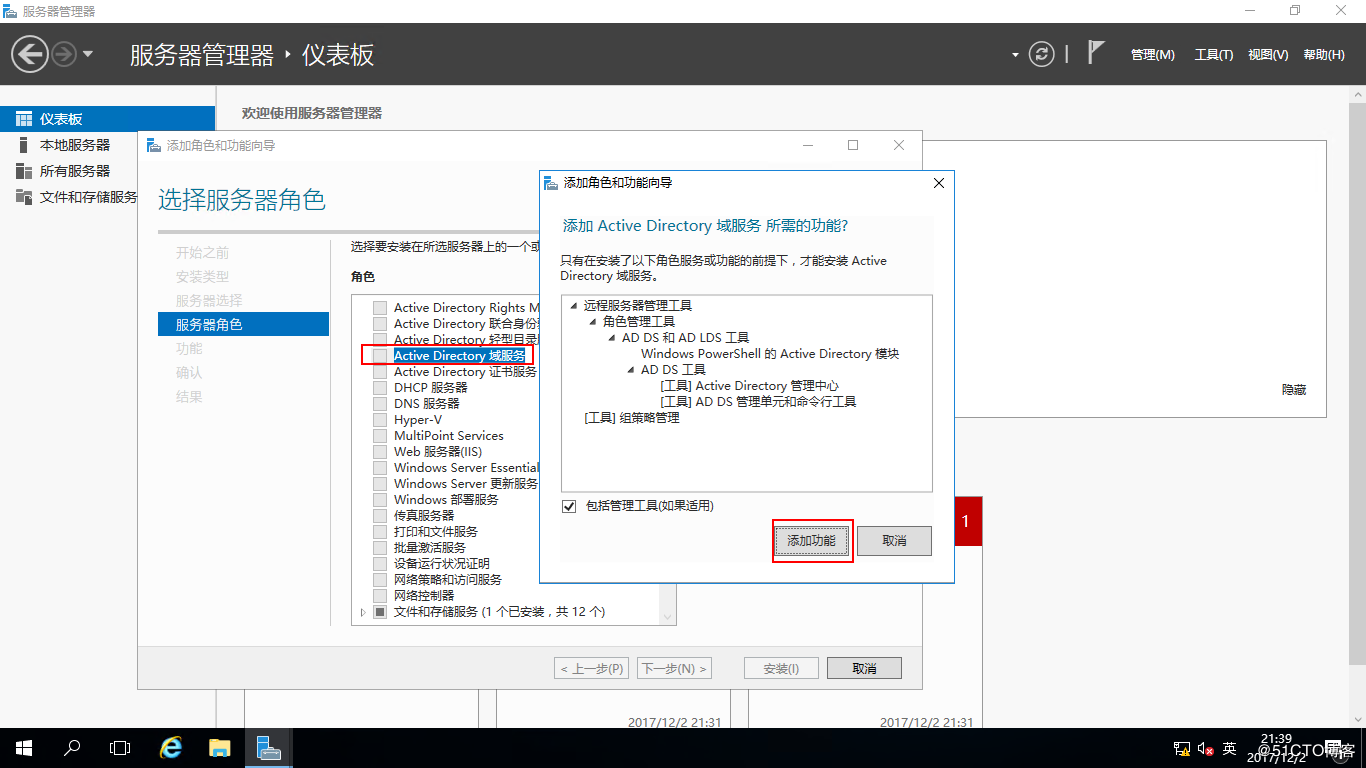 服务器管理器
服务器管理器 ‣ 仪表板
管理(M) 工具(T) 视图(V) 帮助(H)
仪表板
本地服务器
所有服务器
文件和存储服务
欢迎使用服务器管理器
添加角色和功能向导
选择服务器角色
开始之前
安装类型
服务器选择
服务器角色
功能
确认
结果
选择要安装在所选服务器上的一个或
角色
Active Directory Rights M
Active Directory 联合身份
Active Directory 轻型目录
Active Directory 域服务
Active Directory 证书服务
DHCP 服务器
DNS 服务器
Hyper-V
MultiPoint Services
Web 服务器(IIS)
Windows Server Essential
Windows Server 更新服务
Windows 部署服务
传真服务器
打印和文件服务
批量激活服务
设备运行状况证明
网络策略和访问服务
网络控制器
文件和存储服务 (1 个已安装，共 12 个)
< 上一步(P) 下一步(N) > 安装(I) 取消
添加角色和功能向导
添加 Active Directory 域服务 所需的功能?
只有在安装了以下角色服务或功能的前提下，才能安装 Active
Directory 域服务。
远程服务器管理工具
角色管理工具
AD DS 和 AD LDS 工具
Windows PowerShell 的 Active Directory 模块
AD DS 工具
[工具] Active Directory 管理中心
[工具] AD DS 管理单元和命令行工具
[工具] 组策略管理
包括管理工具(如果适用)
添加功能 取消
隐藏
1
2017/12/2 21:31
2017/12/2 21:31
英
21:39
2017/12/2
@51CTO博客